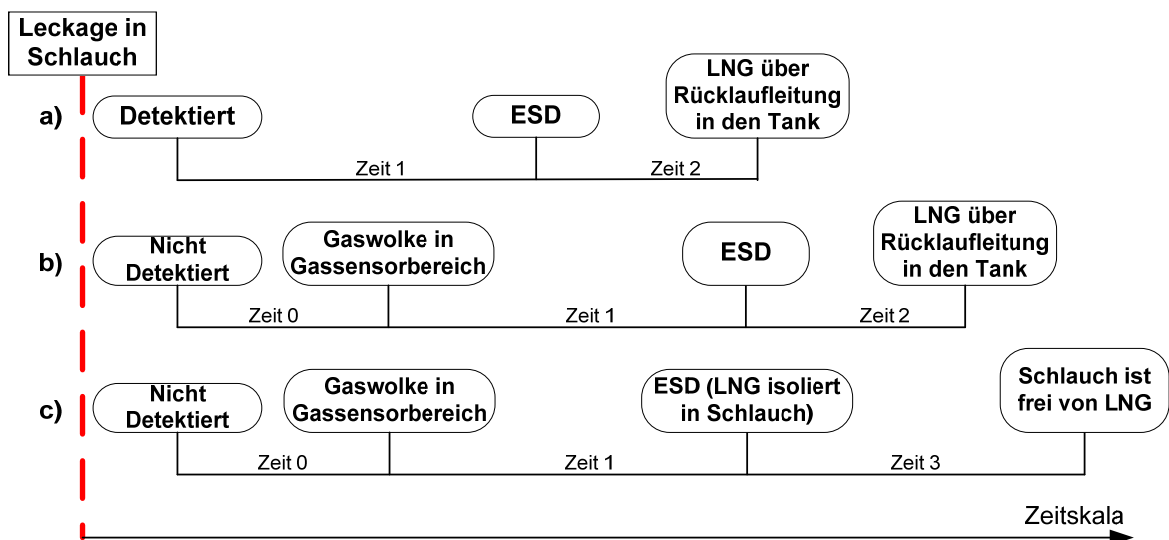 Leckage in
Schlauch
a)
Detektiert
ESD
LNG über
Rücklaufleitung
in den Tank
Zeit 1
Zeit 2
b)
Nicht
Detektiert
Gaswolke in
Gassensorbereich
ESD
LNG über
Rücklaufleitung
in den Tank
Zeit 0
Zeit 1
Zeit 2
c)
Nicht
Detektiert
Gaswolke in
Gassensorbereich
ESD (LNG isoliert
in Schlauch)
Schlauch ist
frei von LNG
Zeit 0
Zeit 1
Zeit 3
Zeitskala